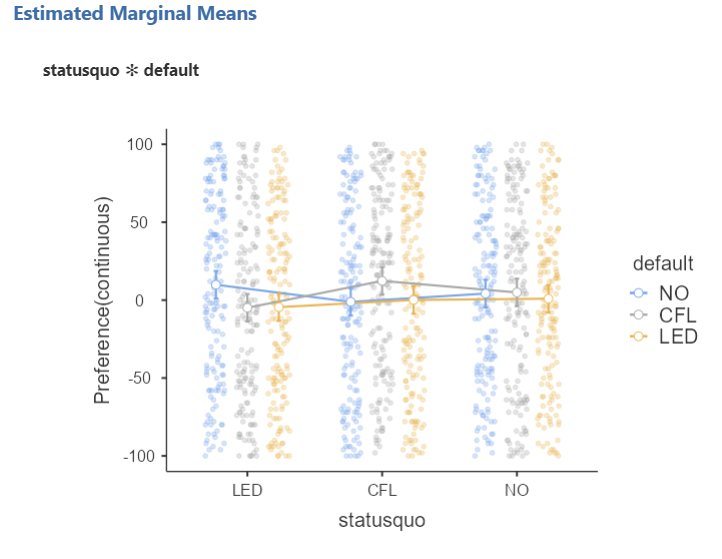 Estimated Marginal Means
statusquo ✻ default
100
50
0
-50
-100
Preference(continuous)
LED
CFL
NO
statusquo
default
NO
CFL
LED